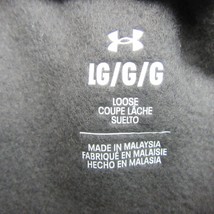 LG/G/G
LOOSE
COUPE LÂCHE
SUELTO
MADE IN MALAYSIA
FABRIQUÉ EN MALAISIE
HECHO EN MALASIA